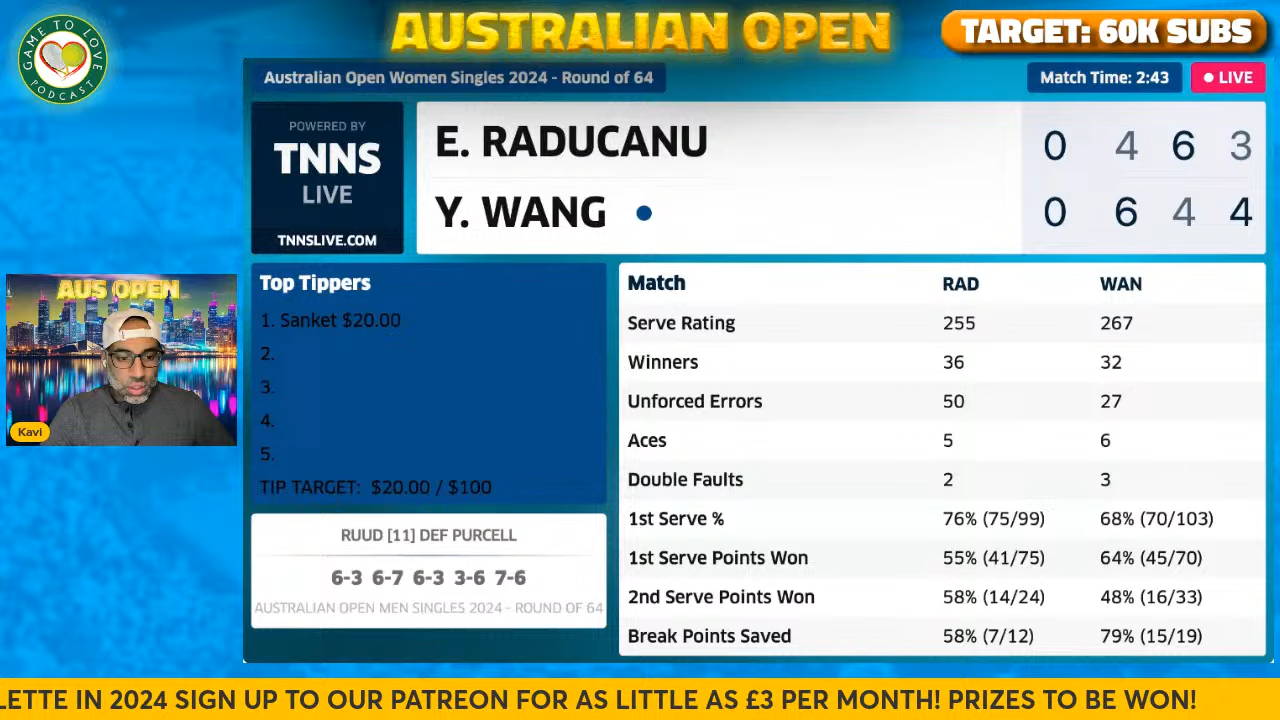 GAME TO LOVE
PODCAST
AUSTRALIAN OPEN
TARGET: 60K SUBS
Australian Open Women Singles 2024 - Round of 64
Match Time: 2:43
LIVE
POWERED BY
TNNS
LIVE
TNNSLIVE.COM
E. RADUCANU 0 4 6 3
Y. WANG 0 6 4 4
AUS OPEN
Kavi
Top Tippers
1. Sanket $20.00
2.
3.
4.
5.
TIP TARGET: $20.00 / $100
RUUD [11] DEF PURCELL
6-3 6-7 6-3 3-6 7-6
AUSTRALIAN OPEN MEN SINGLES 2024 - ROUND OF 64
Match RAD WAN
Serve Rating 255 267
Winners 36 32
Unforced Errors 50 27
Aces 5 6
Double Faults 2 3
1st Serve % 76% (75/99) 68% (70/103)
1st Serve Points Won 55% (41/75) 64% (45/70)
2nd Serve Points Won 58% (14/24) 48% (16/33)
Break Points Saved 58% (7/12) 79% (15/19)
LETTE IN 2024 SIGN UP TO OUR PATREON FOR AS LITTLE AS £3 PER MONTH! PRIZES TO BE WON!